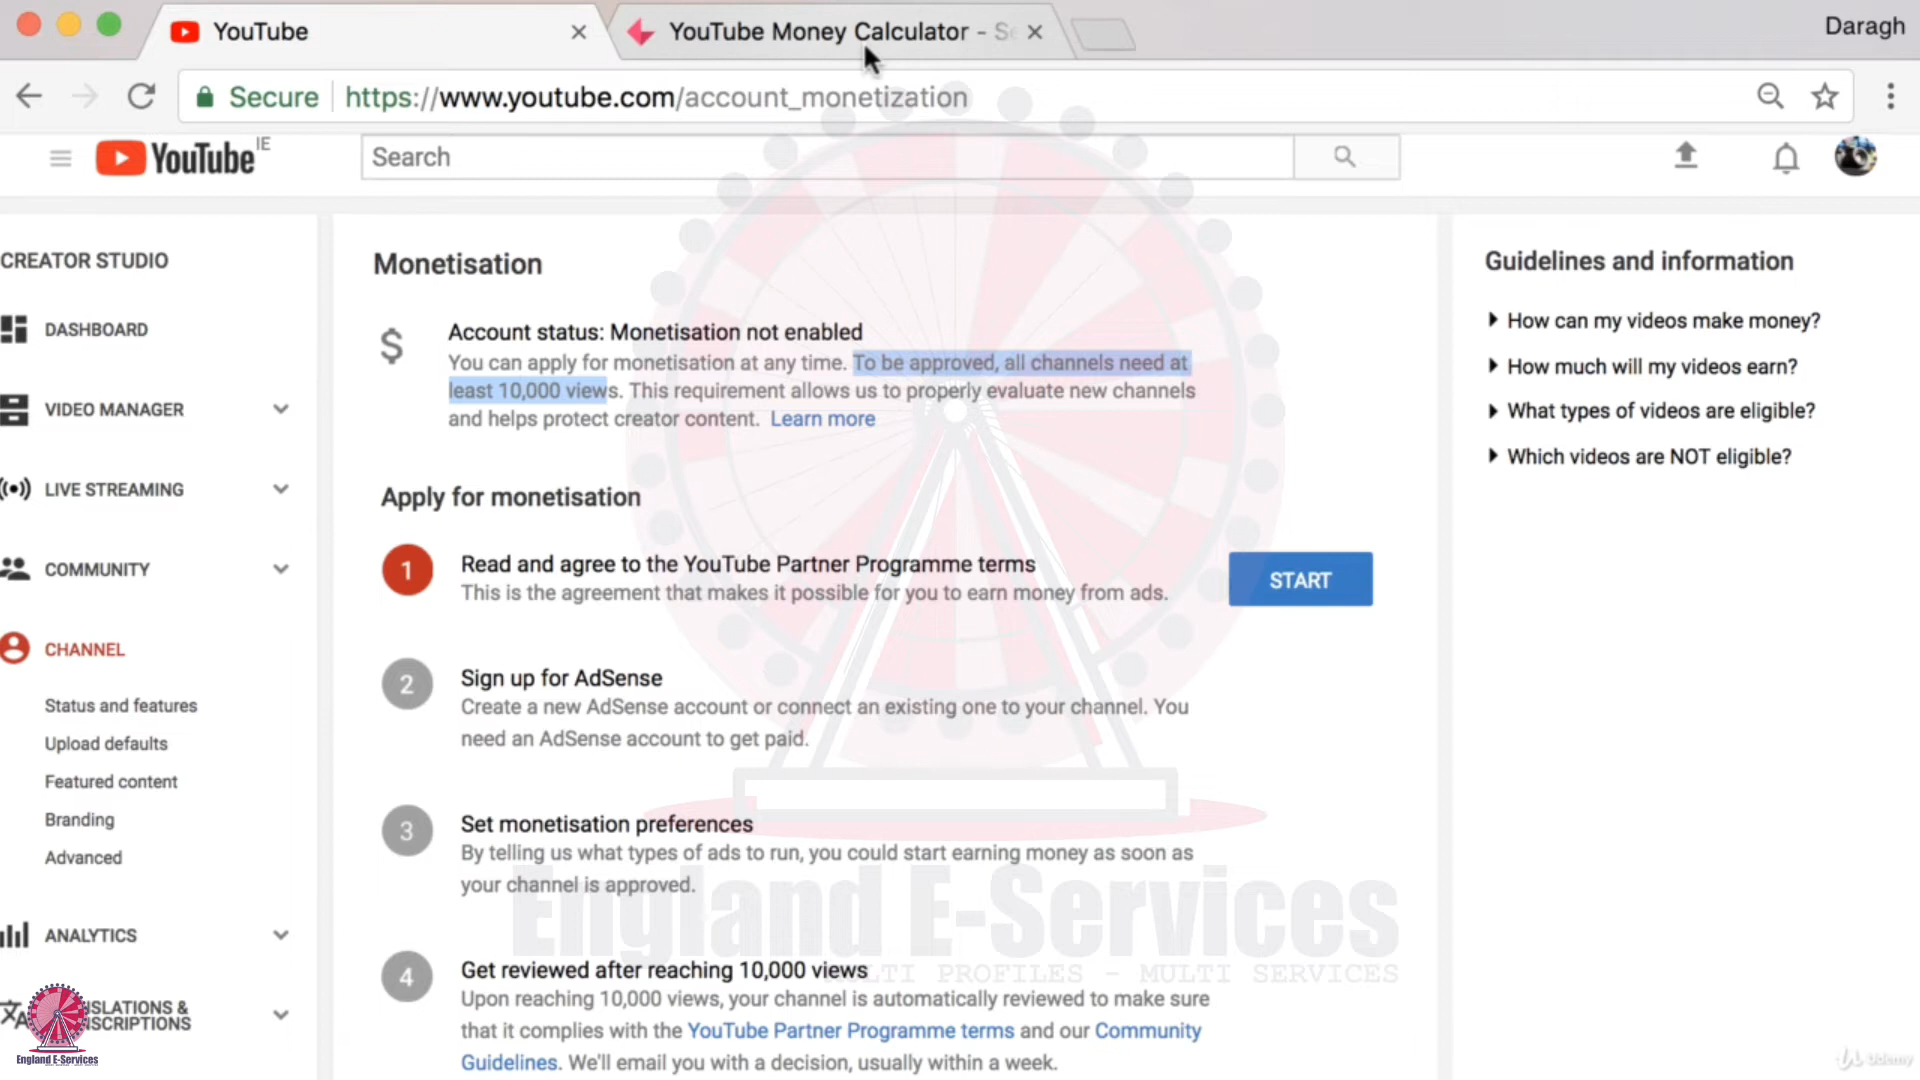 YouTube
YouTube Money Calculator - Se
Daragh
Secure https://www.youtube.com/account_monetization
YouTube IE
Search
CREATOR STUDIO
DASHBOARD
VIDEO MANAGER
LIVE STREAMING
COMMUNITY
CHANNEL
Status and features
Upload defaults
Featured content
Branding
Advanced
ANALYTICS
SLATIONS &
SCRIPTIONS
Monetisation
$
Account status: Monetisation not enabled
You can apply for monetisation at any time. To be approved, all channels need at
least 10,000 views. This requirement allows us to properly evaluate new channels
and helps protect creator content. Learn more
Apply for monetisation
1
Read and agree to the YouTube Partner Programme terms
This is the agreement that makes it possible for you to earn money from ads.
START
2
Sign up for AdSense
Create a new AdSense account or connect an existing one to your channel. You
need an AdSense account to get paid.
3
Set monetisation preferences
By telling us what types of ads to run, you could start earning money as soon as
your channel is approved.
4
Get reviewed after reaching 10,000 views
Upon reaching 10,000 views, your channel is automatically reviewed to make sure
that it complies with the YouTube Partner Programme terms and our Community
Guidelines. We'll email you with a decision, usually within a week.
Guidelines and information
How can my videos make money?
How much will my videos earn?
What types of videos are eligible?
Which videos are NOT eligible?
England E-Services
PROFILES - MULTI SERVICES
England E-Services
Udemy